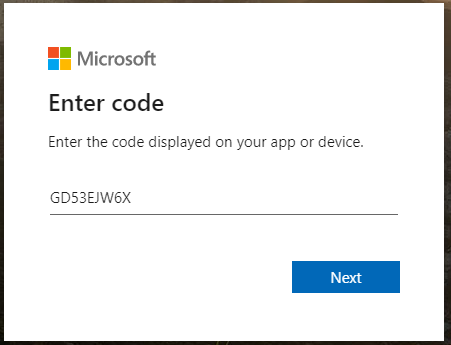 Microsoft
Enter code
Enter the code displayed on your app or device.
GD53EJW6X
Next